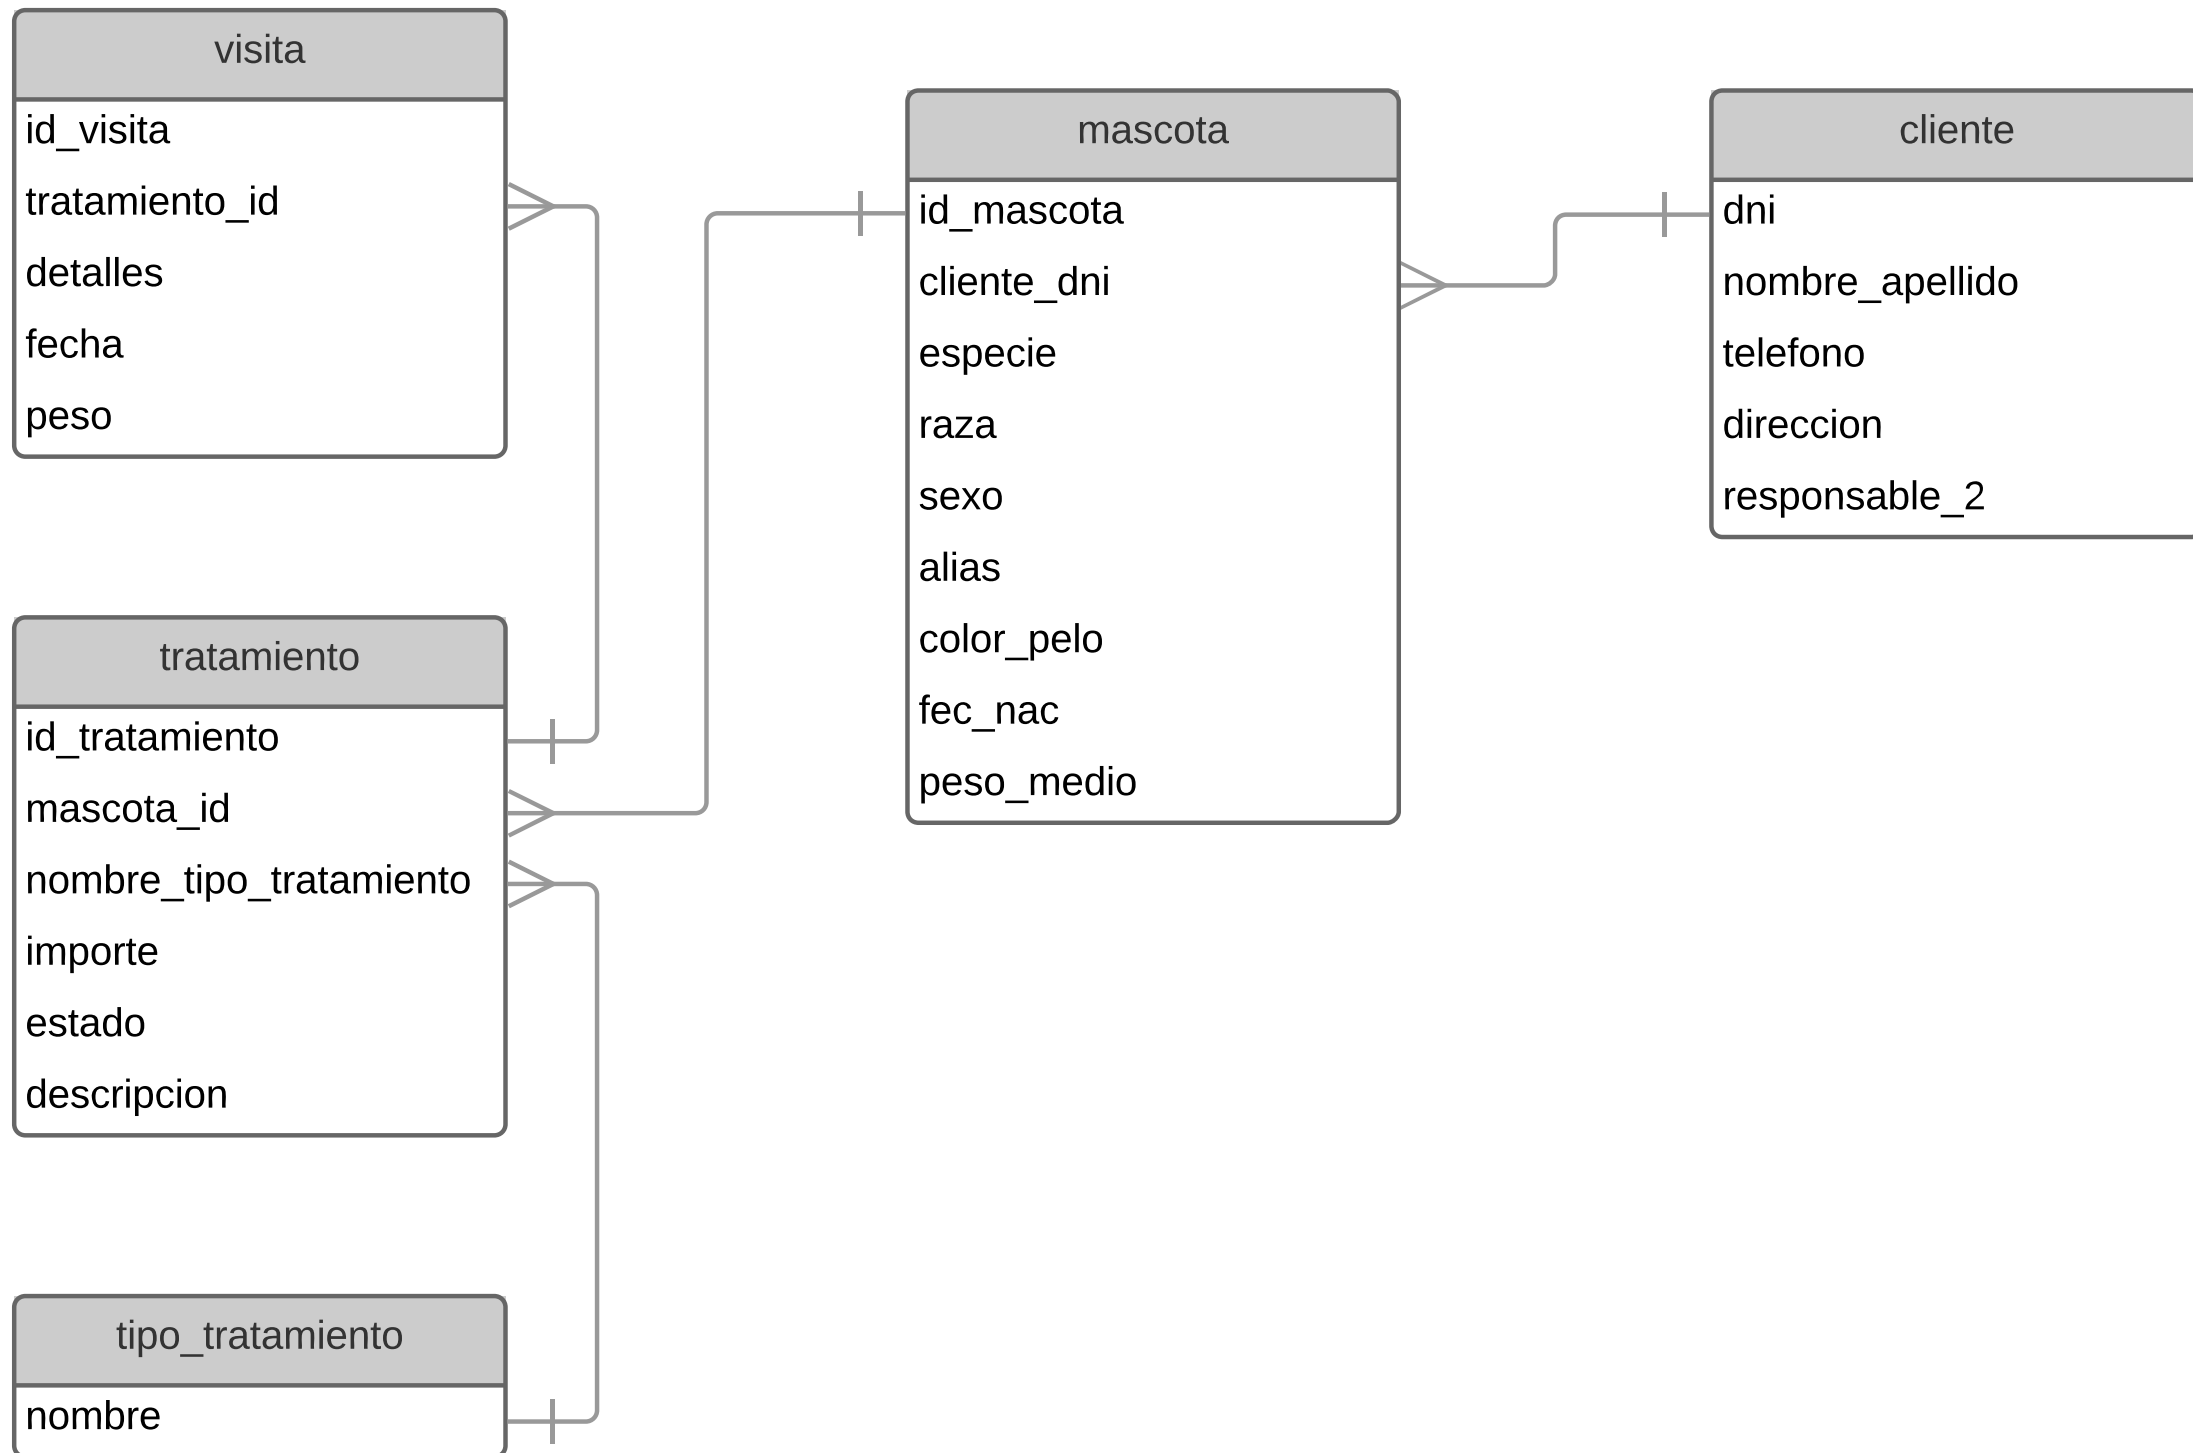 visita
id_visita
tratamiento_id
detalles
fecha
peso
tratamiento
id_tratamiento
mascota_id
nombre_tipo_tratamiento
importe
estado
descripcion
tipo_tratamiento
nombre
mascota
id_mascota
cliente_dni
especie
raza
sexo
alias
color_pelo
fec_nac
peso_medio
cliente
dni
nombre_apellido
telefono
direccion
responsable_2